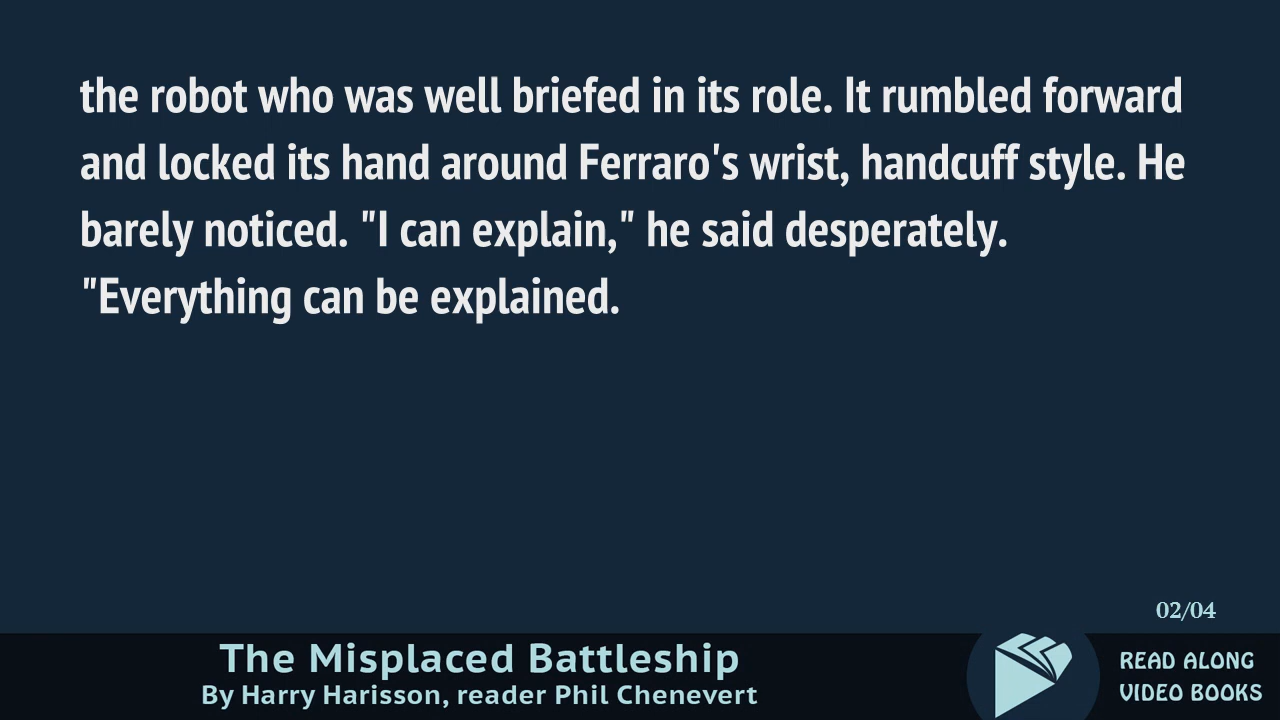 the robot who was well briefed in its role. It rumbled forward
and locked its hand around Ferraro's wrist, handcuff style. He
barely noticed. "I can explain," he said desperately.
"Everything can be explained.
02/04
The Misplaced Battleship
By Harry Harisson, reader Phil Chenevert
READ ALONG
VIDEO BOOKS